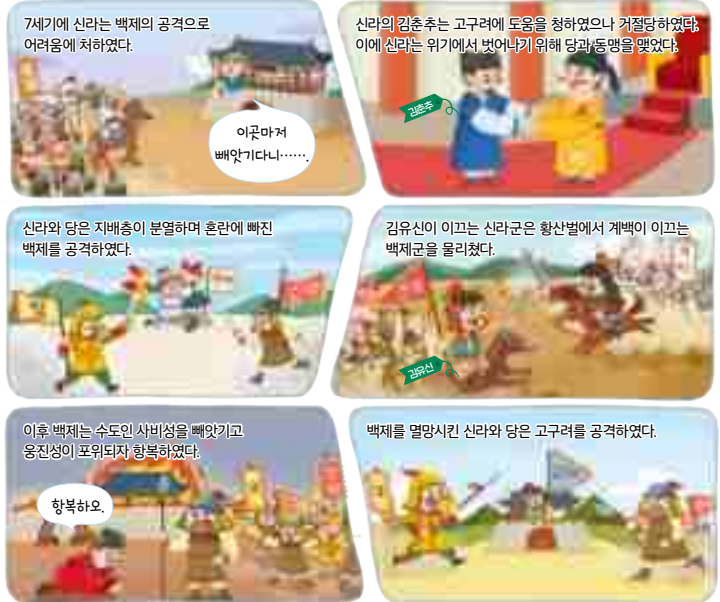 7세기에 신라는 백제의 공격으로
어려움에 처하였다.
이곳마저
빼앗기다니…….
신라의 김춘추는 고구려에 도움을 청하였으나 거절당하였다.
이에 신라는 위기에서 벗어나기 위해 당과 동맹을 맺었다.
김춘추
신라와 당은 지배층이 분열하며 혼란에 빠진
백제를 공격하였다.
김유신이 이끄는 신라군은 황산벌에서 계백이 이끄는
백제군을 물리쳤다.
김유신
이후 백제는 수도인 사비성을 빼앗기고
웅진성이 포위되자 항복하였다.
항복하오.
백제를 멸망시킨 신라와 당은 고구려를 공격하였다.